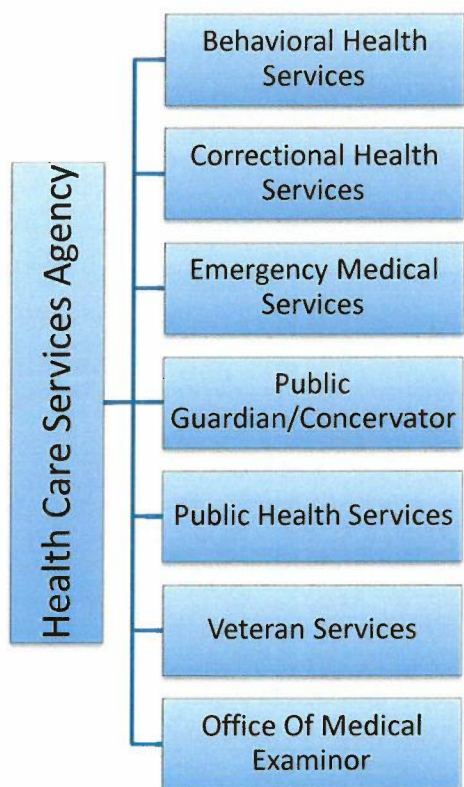 Health Care Services Agency
Behavioral Health
Services
Correctional Health
Services
Emergency Medical
Services
Public
Guardian/Concervator
Public Health Services
Veteran Services
Office Of Medical
Examinor